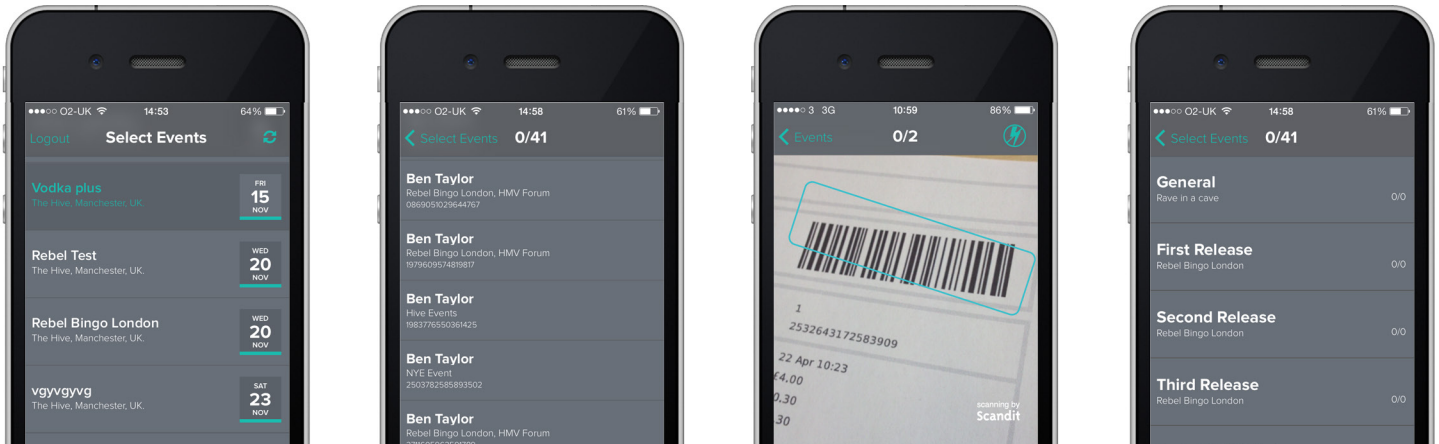 ●●●○○ O2-UK 14:53 64%
Logout Select Events
Vodka plus
The Hive, Manchester, UK.
FRI
15
NOV
Rebel Test
The Hive, Manchester, UK.
WED
20
NOV
Rebel Bingo London
The Hive, Manchester, UK.
WED
20
NOV
vgyvgyvg
The Hive, Manchester, UK.
SAT
23
NOV
●●●○○ O2-UK 14:58 61%
Select Events 0/41
Ben Taylor
Rebel Bingo London, HMV Forum
0869051029644767
Ben Taylor
Rebel Bingo London, HMV Forum
1979609574819817
Ben Taylor
Hive Events
1983776550361425
Ben Taylor
NYE Event
2503782585893502
Ben Taylor
Rebel Bingo London, HMV Forum
●●●●○ 3 3G 10:59 86%
Events 0/2
1
2532643172583909
22 Apr 10:23
£4.00
0.30
.30
scanning by
Scandit
●●●○○ O2-UK 14:58 61%
Select Events 0/41
General
Rave in a cave 0/0
First Release
Rebel Bingo London 0/0
Second Release
Rebel Bingo London 0/0
Third Release
Rebel Bingo London 0/0